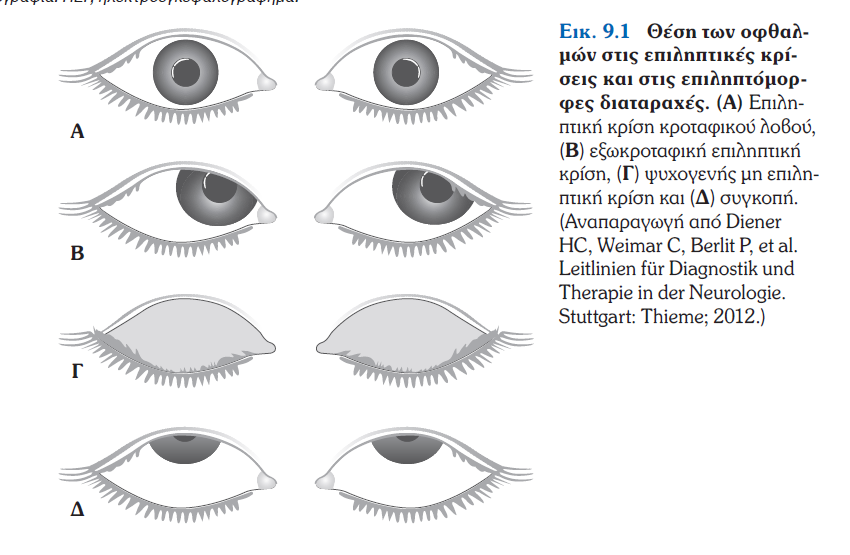 Εικ. 9.1 Θέση των οφθαλ-
μών στις επιληπτικές κρί-
σεις και στις επιληπτόμορ-
φες διαταραχές. (Α) Επιλη-
πτική κρίση κροταφικού λοβού,
(Β) εξωκροταφική επιληπτική
κρίση, (Γ) ψυχογενής μη επιλη-
πτική κρίση και (Δ) συγκοπή.
(Αναπαραγωγή από Diener
HC, Weimar C, Berlit P, et al.
Leitlinien für Diagnostik und
Therapie in der Neurologie.
Stuttgart: Thieme; 2012.)
Α
Β
Γ
Δ